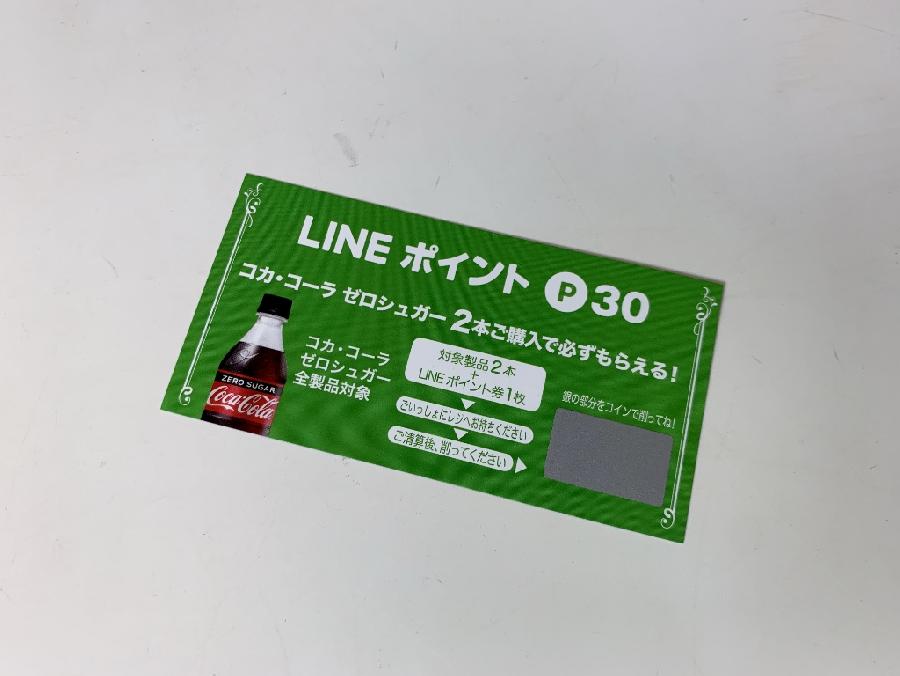 LINE ポイント P 30
コカ・コーラ ゼロシュガー 2本ご購入で必ずもらえる!
コカ・コーラ
ゼロシュガー
全製品対象
ZERO SUGAR
Coca-Cola
対象製品2本
+
LINE ポイント券1枚
ごいっしょにレジへお持ちください
ご清算後、削ってください
銀の部分をコインで削ってね!